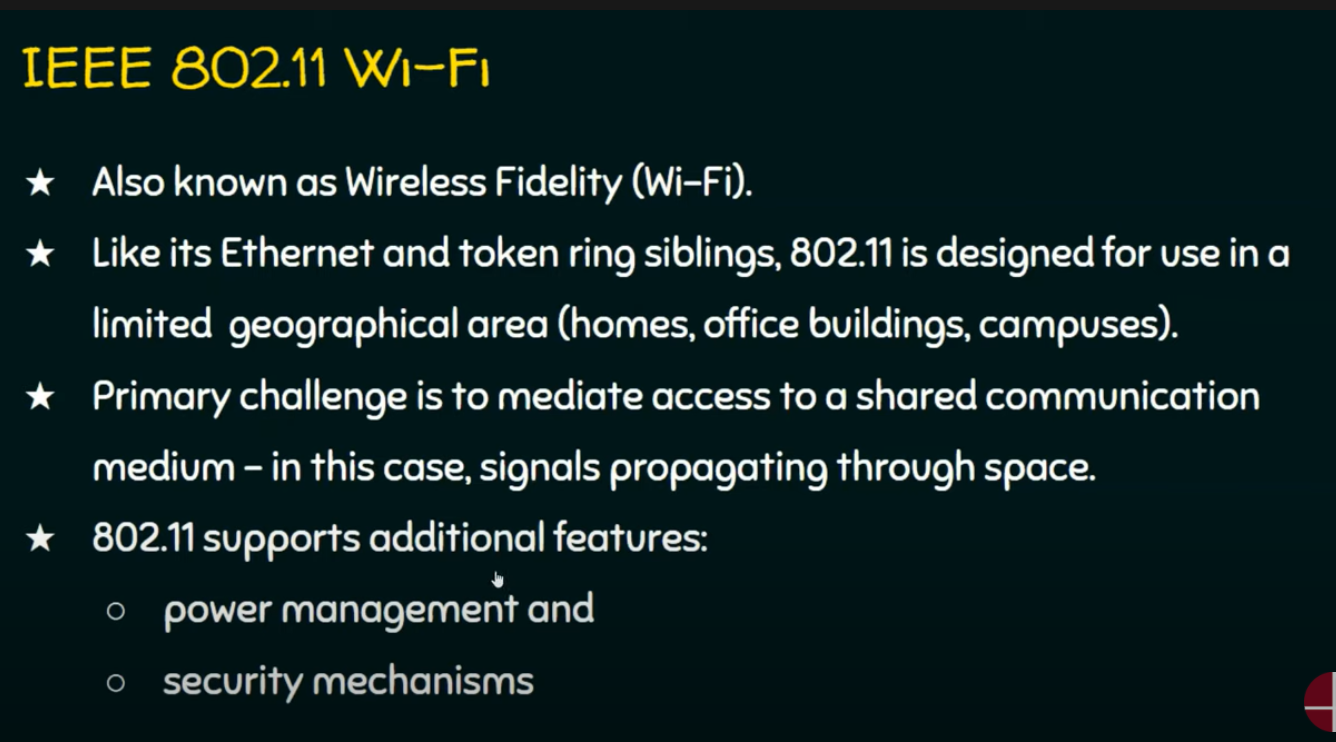 IEEE 802.11 Wi-Fi
★ Also known as Wireless Fidelity (Wi-Fi).
★ Like its Ethernet and token ring siblings, 802.11 is designed for use in a
limited geographical area (homes, office buildings, campuses).
★ Primary challenge is to mediate access to a shared communication
medium – in this case, signals propagating through space.
★ 802.11 supports additional features:
○ power management and
○ security mechanisms